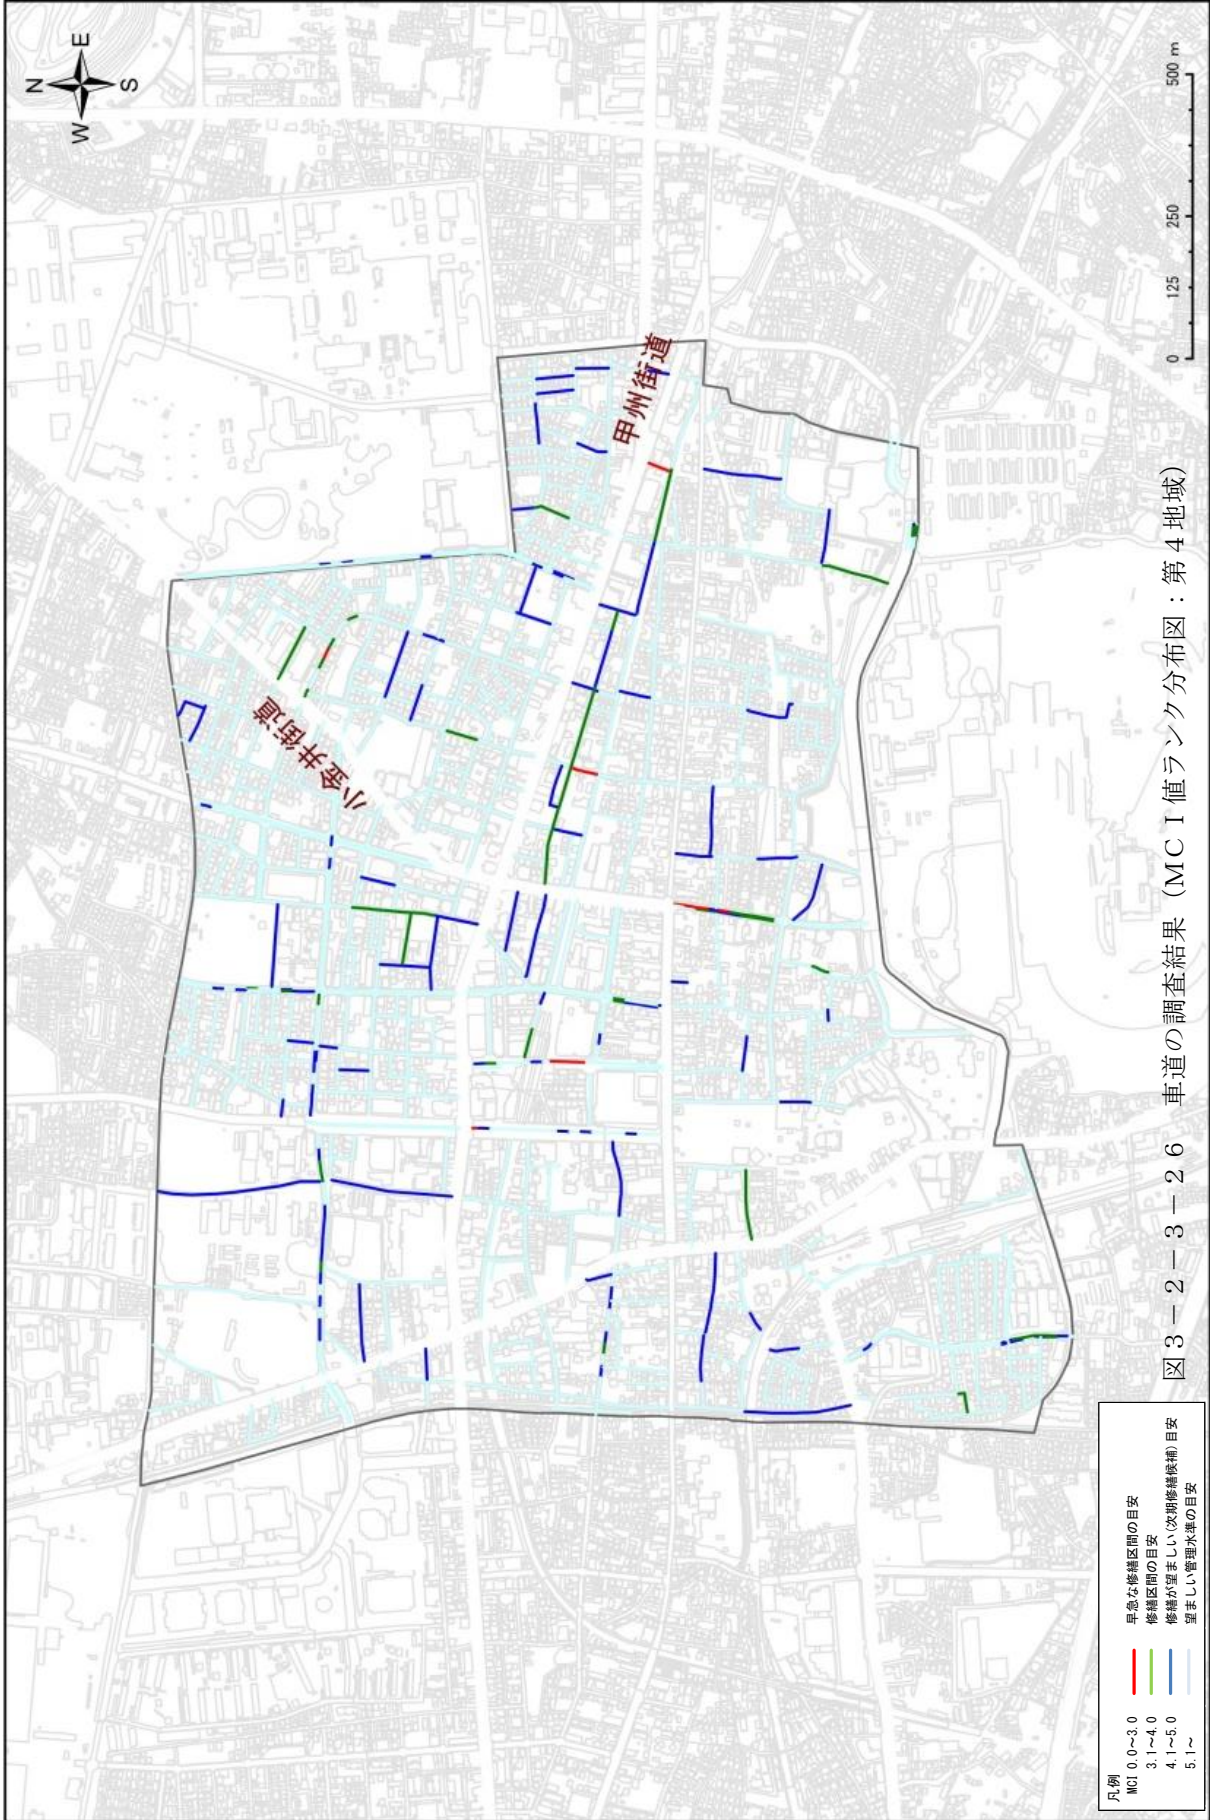 N
E
W
S
小金井街道
甲州街道
0 125 250 500 m
凡例
MCI 0.0~3.0 早急な修繕区間の目安
3.1~4.0 修繕区間の目安
4.1~5.0 修繕が望ましい(次期修繕候補)目安
5.1~ 望ましい管理水準の目安
図3-2-3-26 車道の調査結果(MCI値ランク分布図:第4地域)